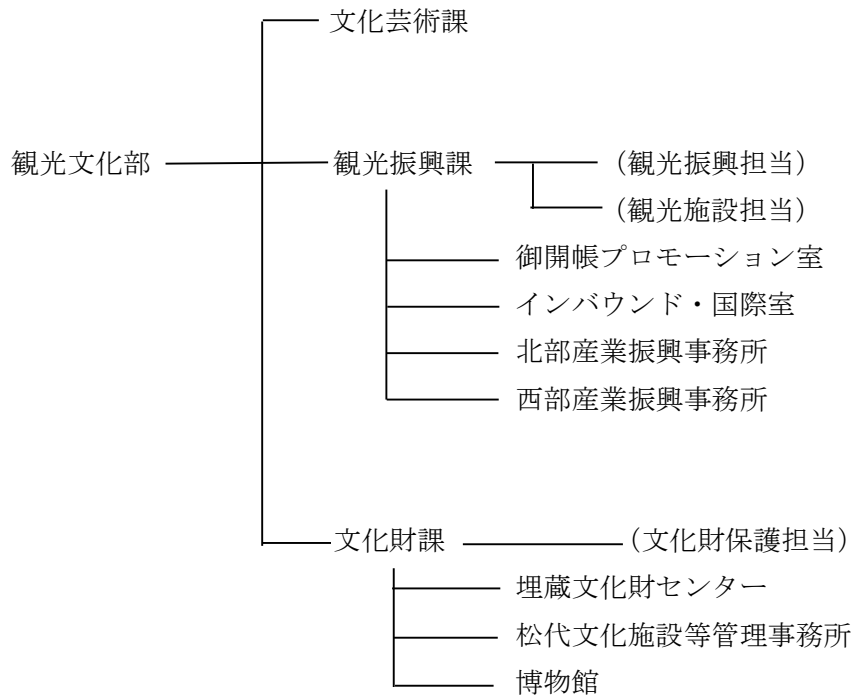 文化芸術課
観光文化部
観光振興課
（観光振興担当）
（観光施設担当）
御開帳プロモーション室
インバウンド・国際室
北部産業振興事務所
西部産業振興事務所
文化財課
（文化財保護担当）
埋蔵文化財センター
松代文化施設等管理事務所
博物館